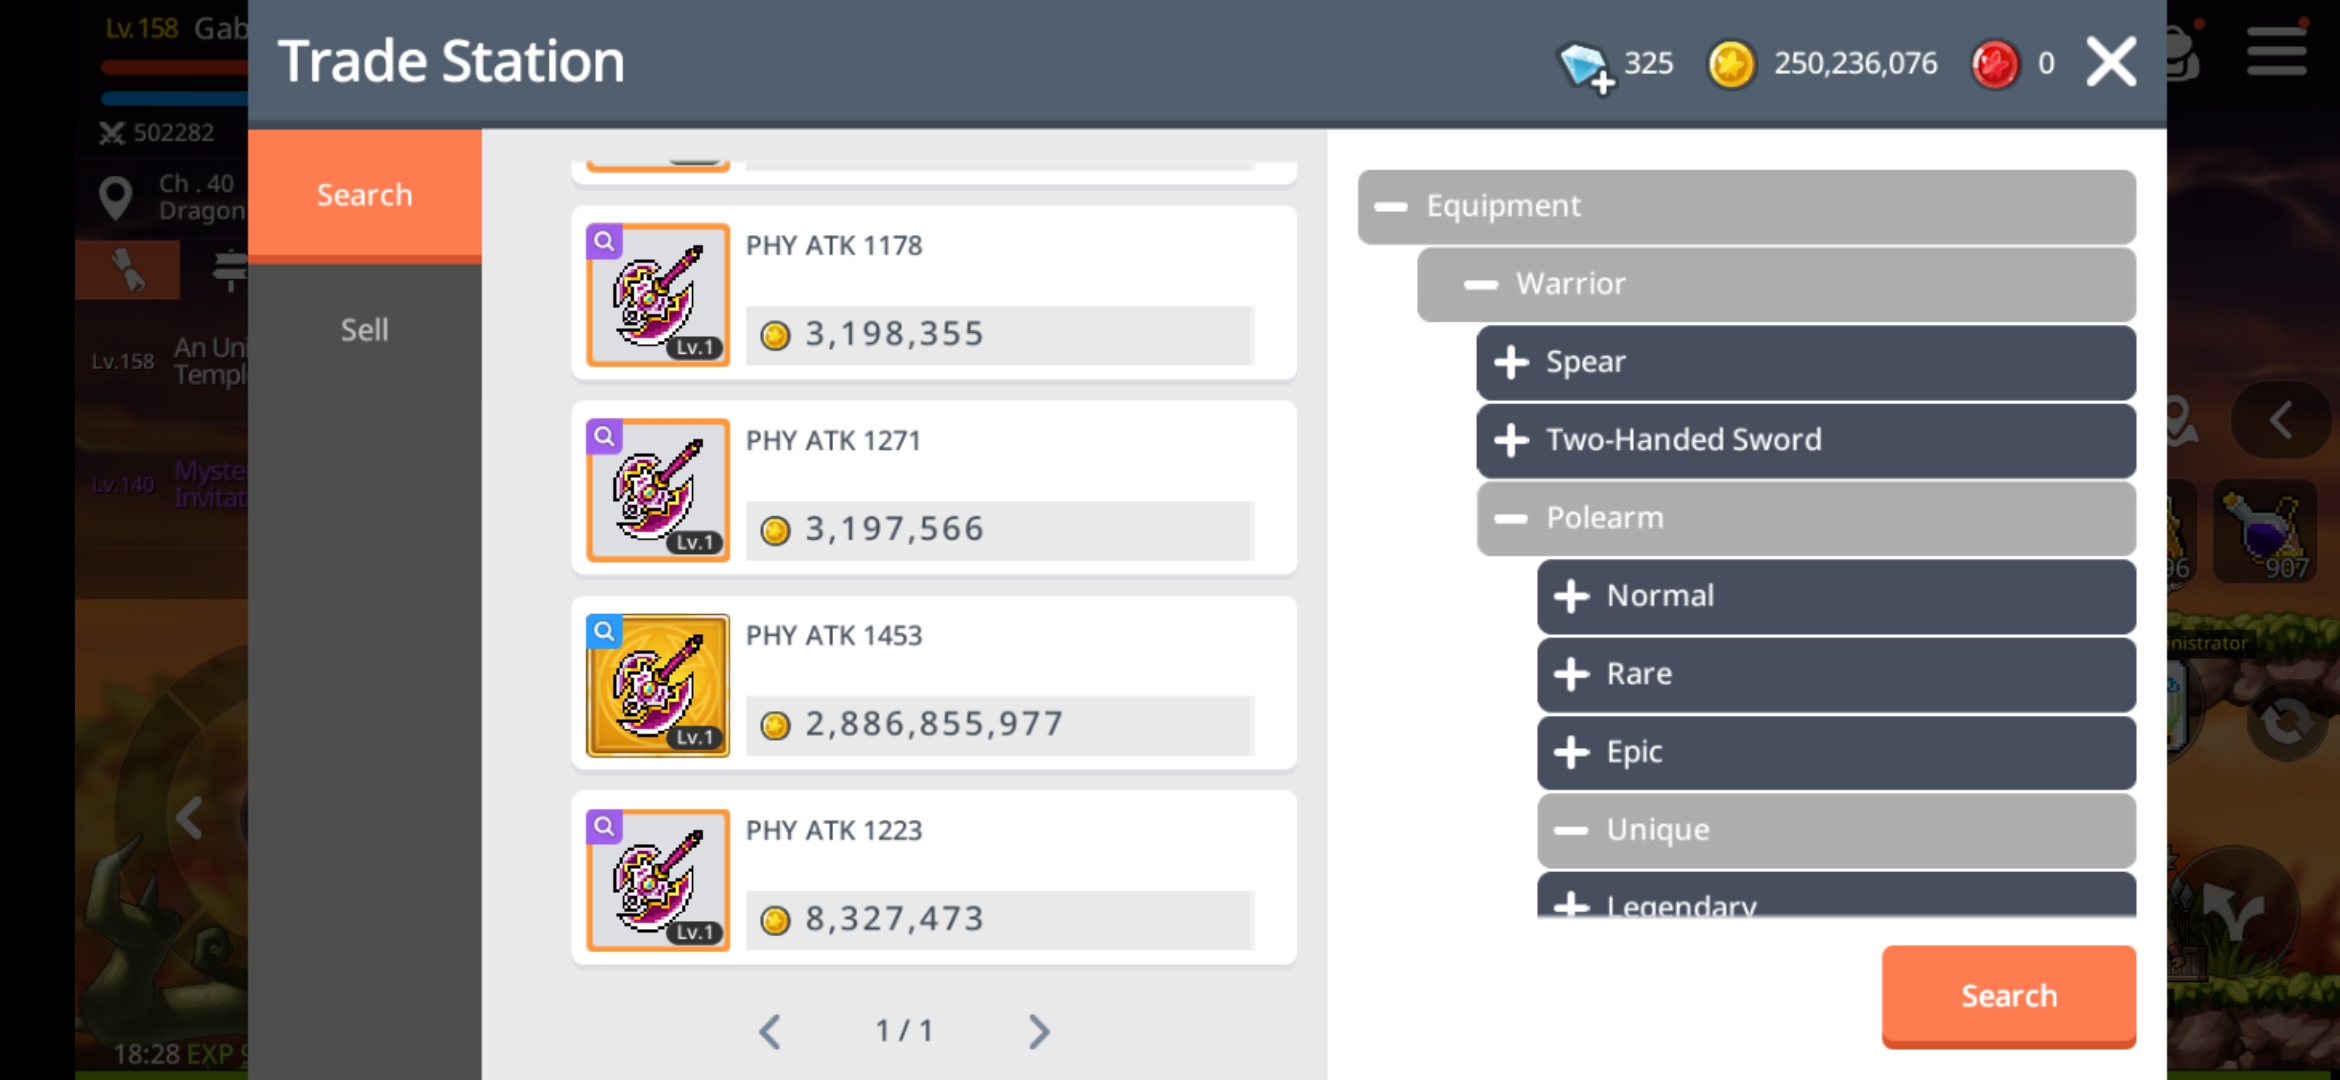 Lv.158 Gab
Trade Station
325
250,236,076
0
502282
Ch . 40
Dragon
Search
Sell
Lv.158
An Uni
Templ
Lv.140
Myste
Invitat
PHY ATK 1178
Lv.1
3,198,355
PHY ATK 1271
Lv.1
3,197,566
PHY ATK 1453
Lv.1
2,886,855,977
PHY ATK 1223
Lv.1
8,327,473
1 / 1
Equipment
Warrior
Spear
Two-Handed Sword
Polearm
Normal
Rare
Epic
Unique
Legendary
Search
96
907
nistrator
18:28 EXP 9